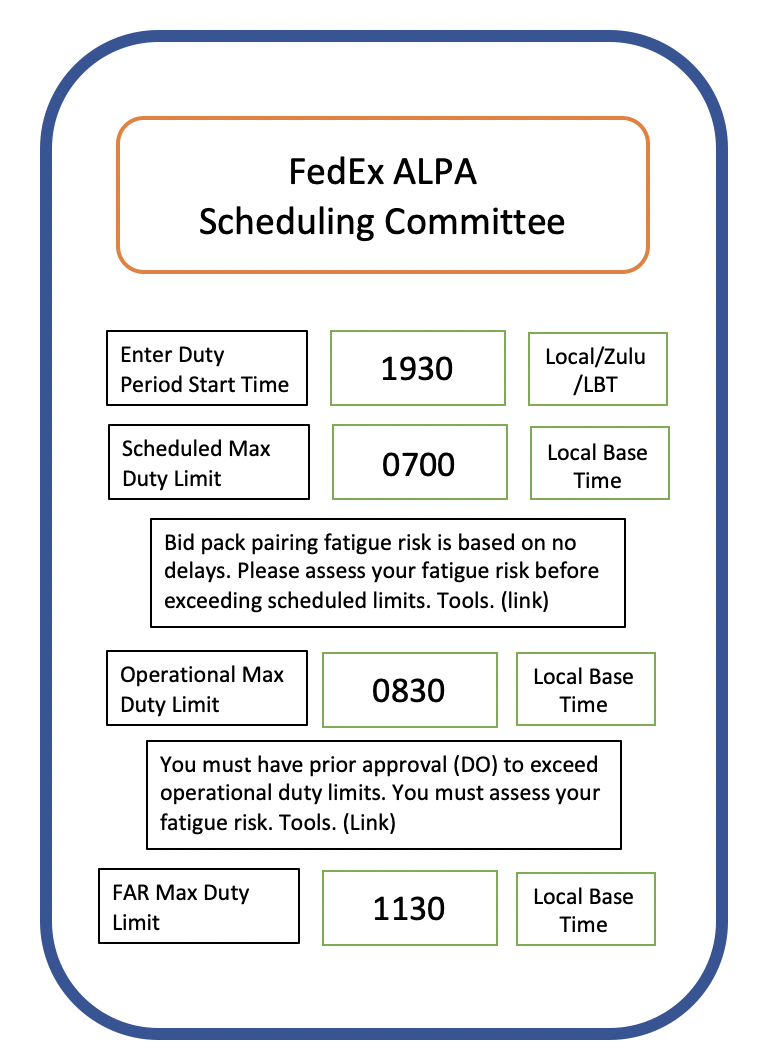 FedEx ALPA
Scheduling Committee
Enter Duty
Period Start Time
1930
Local/Zulu
/LBT
Scheduled Max
Duty Limit
0700
Local Base
Time
Bid pack pairing fatigue risk is based on no
delays. Please assess your fatigue risk before
exceeding scheduled limits. Tools. (link)
Operational Max
Duty Limit
0830
Local Base
Time
You must have prior approval (DO) to exceed
operational duty limits. You must assess your
fatigue risk. Tools. (Link)
FAR Max Duty
Limit
1130
Local Base
Time